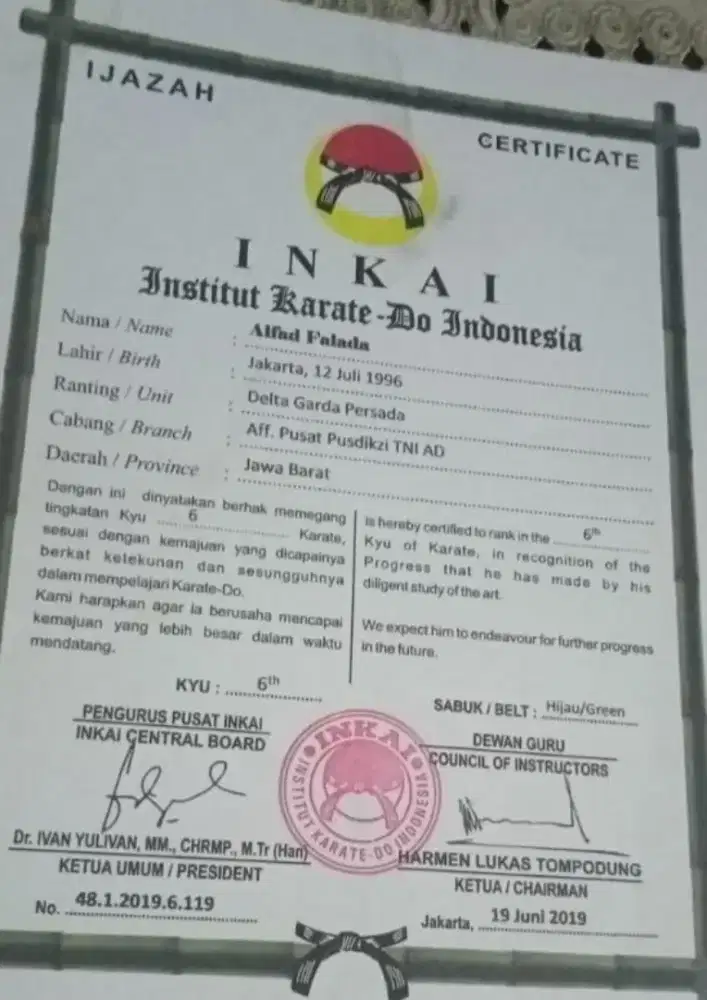 IJAZAH
CERTIFICATE
INKAI
Institut Karate-Do Indonesia
Nama / Name : Alfad Falada
Lahir / Birth : Jakarta, 12 Juli 1996
Ranting / Unit : Delta Garda Persada
Cabang / Branch : Aff. Pusat Pusdikzi TNI AD
Daerah / Province : Jawa Barat
Dengan ini dinyatakan berhak memegang
tingkatan Kyu 6 Karate,
sesuai dengan kemajuan yang dicapainya
berkat ketekunan dan sesungguhnya
dalam mempelajari Karate-Do.
Kami harapkan agar ia berusaha mencapai
kemajuan yang lebih besar dalam waktu
mendatang.
is hereby certified to rank in the 6th
Kyu of Karate, in recognition of the
Progress that he has made by his
diligent study of the art.
We expect him to endeavour for further progress
in the future.
KYU : 6th
SABUK / BELT : Hijau/Green
PENGURUS PUSAT INKAI
INKAI CENTRAL BOARD
DEWAN GURU
COUNCIL OF INSTRUCTORS
INKAI
INSTITUT KARATE-DO INDONESIA
Dr. IVAN YULIVAN, MM., CHRMP., M.Tr (Han)
KETUA UMUM / PRESIDENT
HARMEN LUKAS TOMPODUNG
KETUA / CHAIRMAN
No. 48.1.2019.6.119
Jakarta, 19 Juni 2019